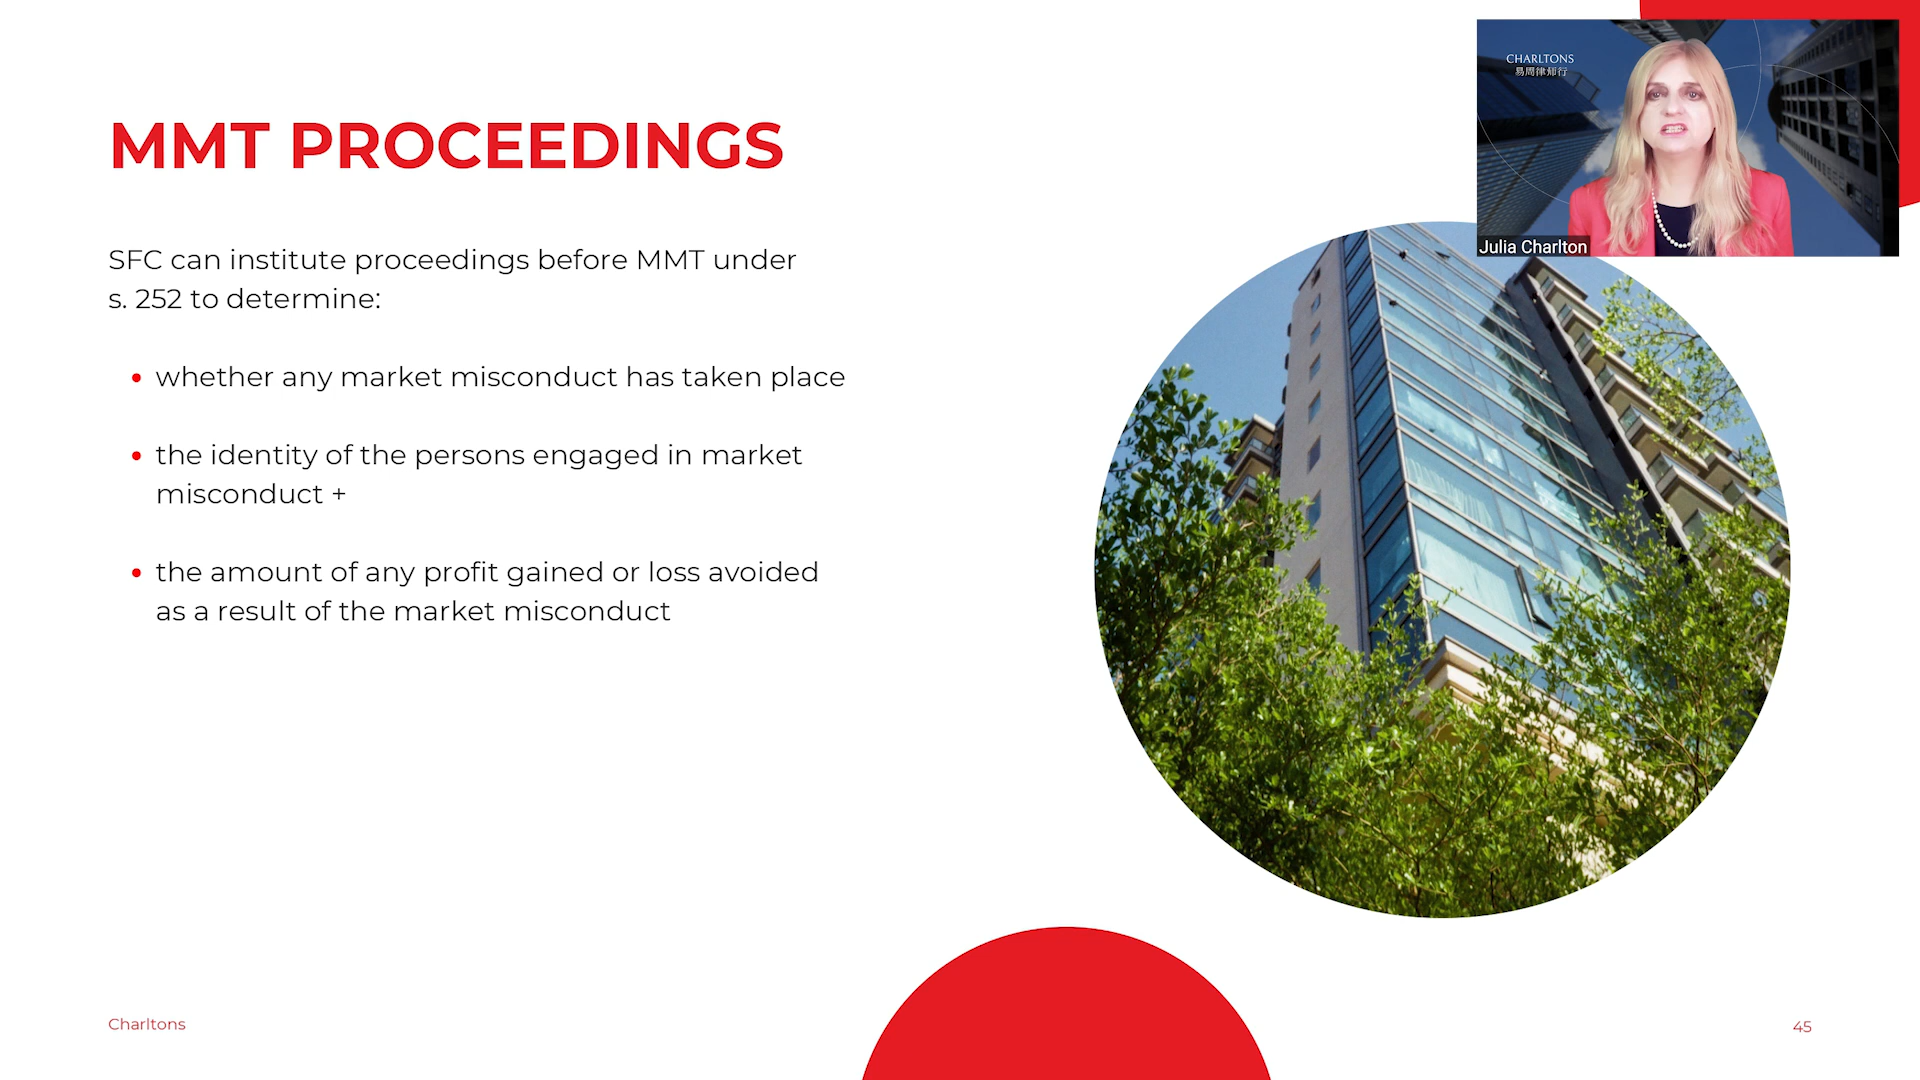 MMT PROCEEDINGS
SFC can institute proceedings before MMT under
s. 252 to determine:
• whether any market misconduct has taken place
• the identity of the persons engaged in market
misconduct +
• the amount of any profit gained or loss avoided
as a result of the market misconduct
CHARLTONS
易周律师行
Julia Charlton
Charltons
45